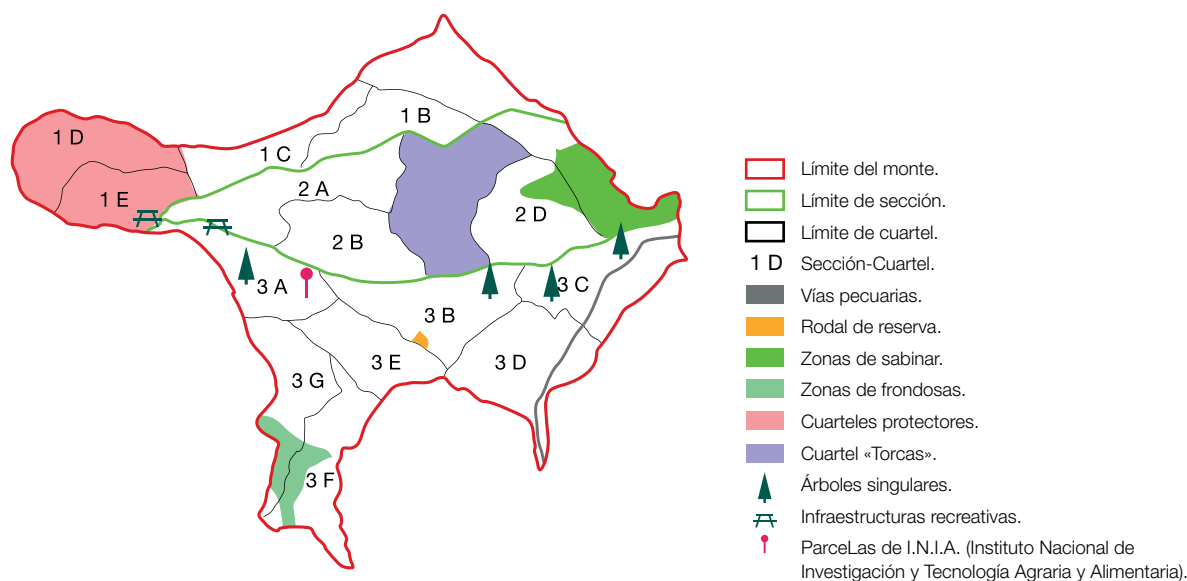 1 D
1 B
1 C
1 E
2 A
2 D
2 B
3 A
3 C
3 B
3 E
3 D
3 G
3 F
Límite del monte.
Límite de sección.
Límite de cuartel.
1 D Sección-Cuartel.
Vías pecuarias.
Rodal de reserva.
Zonas de sabinar.
Zonas de frondosas.
Cuarteles protectores.
Cuartel «Torcas».
Árboles singulares.
Infraestructuras recreativas.
ParceLas de I.N.I.A. (Instituto Nacional de
Investigación y Tecnología Agraria y Alimentaria).